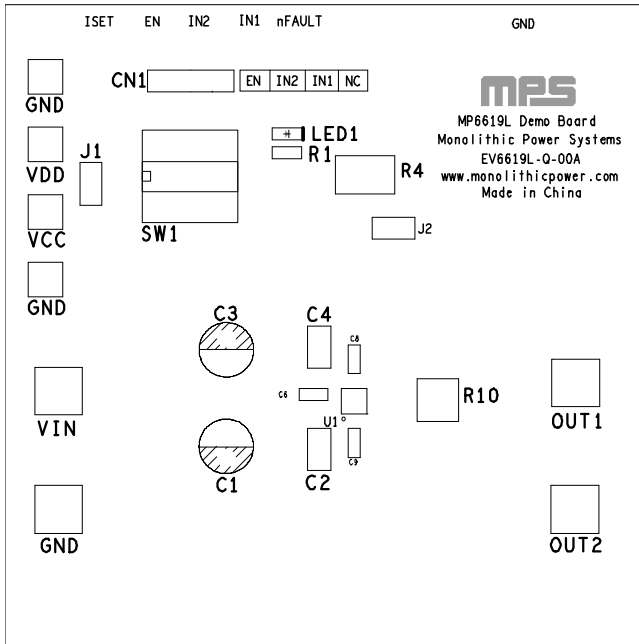 ISET EN IN2 IN1 nFAULT GND
CN1 EN IN2 IN1 NC
GND
mps
MP6619L Demo Board
Monolithic Power Systems
EV6619L-Q-00A
www.monolithicpower.com
Made in China
LED1
R1
J1
VDD
R4
SW1
J2
VCC
GND
C3 C4
C8
C6
R10
U1
VIN
OUT1
C9
C1 C2
GND
OUT2